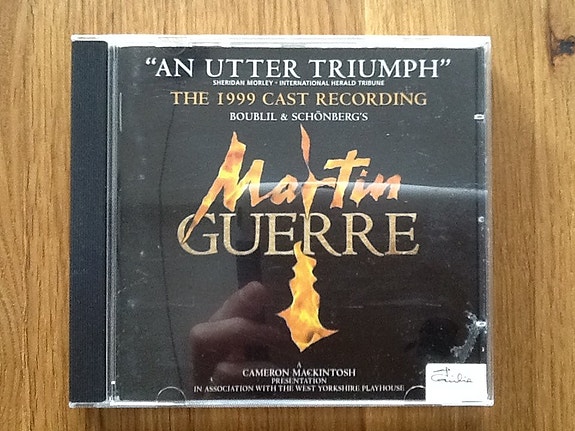 “AN UTTER TRIUMPH”
SHERIDAN MORLEY - INTERNATIONAL HERALD TRIBUNE
THE 1999 CAST RECORDING
BOUBLIL & SCHÖNBERG'S
Martin
GUERRE
A
CAMERON MACKINTOSH
PRESENTATION
IN ASSOCIATION WITH THE WEST YORKSHIRE PLAYHOUSE